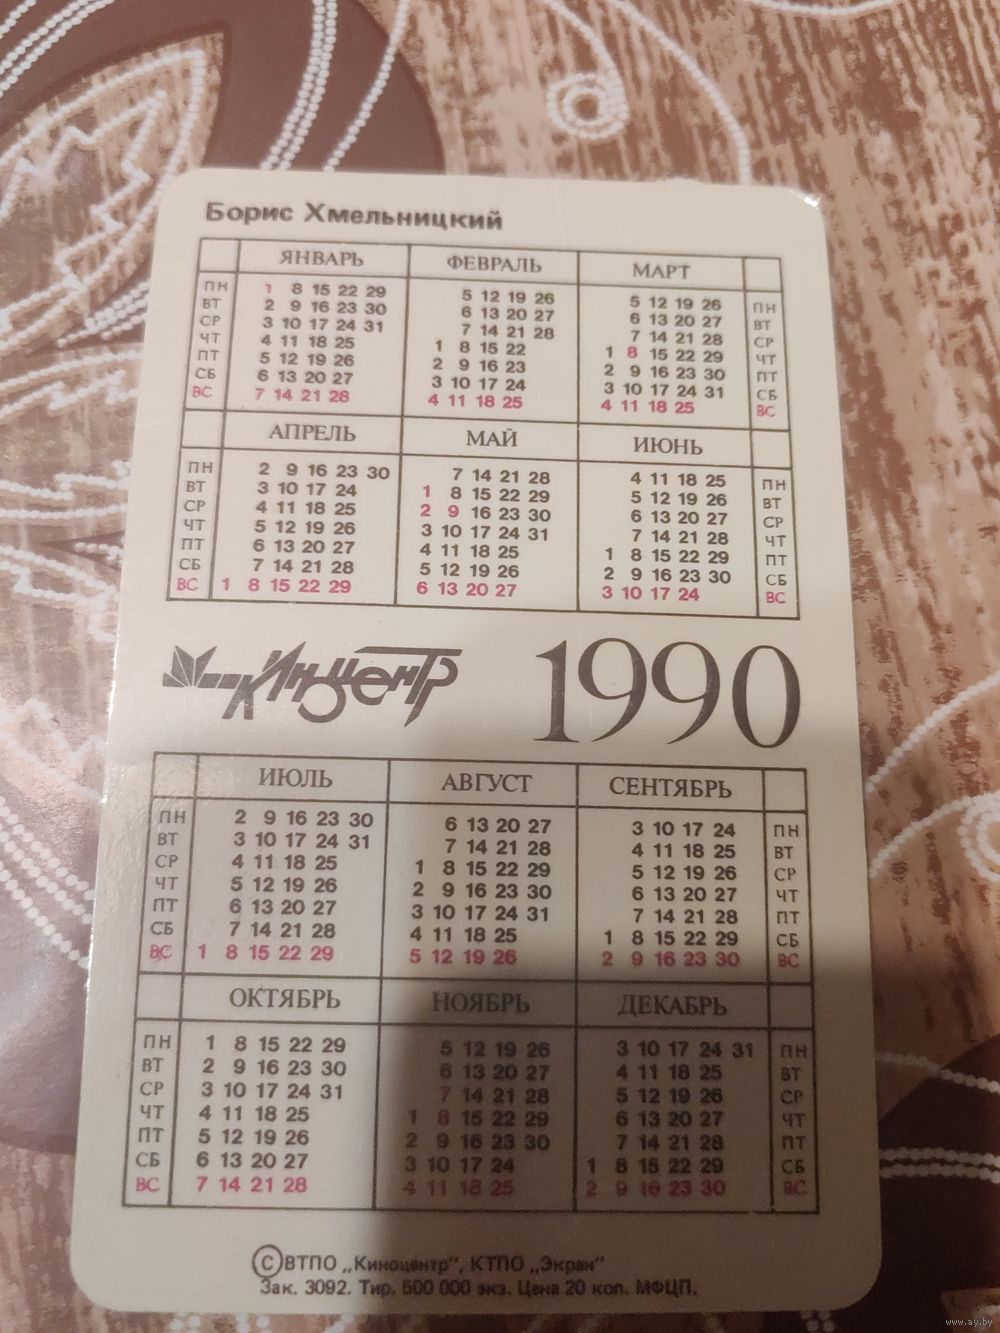 Борис Хмельницкий
ЯНВАРЬ ФЕВРАЛЬ МАРТ
ПН 1 8 15 22 29 5 12 19 26 5 12 19 26 ПН
ВТ 2 9 16 23 30 6 13 20 27 6 13 20 27 ВТ
СР 3 10 17 24 31 7 14 21 28 7 14 21 28 СР
ЧТ 4 11 18 25 1 8 15 22 1 8 15 22 29 ЧТ
ПТ 5 12 19 26 2 9 16 23 2 9 16 23 30 ПТ
СБ 6 13 20 27 3 10 17 24 3 10 17 24 31 СБ
ВС 7 14 21 28 4 11 18 25 4 11 18 25 ВС
АПРЕЛЬ МАЙ ИЮНЬ
ПН 2 9 16 23 30 7 14 21 28 4 11 18 25 ПН
ВТ 3 10 17 24 1 8 15 22 29 5 12 19 26 ВТ
СР 4 11 18 25 2 9 16 23 30 6 13 20 27 СР
ЧТ 5 12 19 26 3 10 17 24 31 7 14 21 28 ЧТ
ПТ 6 13 20 27 4 11 18 25 1 8 15 22 29 ПТ
СБ 7 14 21 28 5 12 19 26 2 9 16 23 30 СБ
ВС 1 8 15 22 29 6 13 20 27 3 10 17 24 ВС
Киноцентр 1990
ИЮЛЬ АВГУСТ СЕНТЯБРЬ
ПН 2 9 16 23 30 6 13 20 27 3 10 17 24 ПН
ВТ 3 10 17 24 31 7 14 21 28 4 11 18 25 ВТ
СР 4 11 18 25 1 8 15 22 29 5 12 19 26 СР
ЧТ 5 12 19 26 2 9 16 23 30 6 13 20 27 ЧТ
ПТ 6 13 20 27 3 10 17 24 31 7 14 21 28 ПТ
СБ 7 14 21 28 4 11 18 25 1 8 15 22 29 СБ
ВС 1 8 15 22 29 5 12 19 26 2 9 16 23 30 ВС
ОКТЯБРЬ НОЯБРЬ ДЕКАБРЬ
ПН 1 8 15 22 29 5 12 19 26 3 10 17 24 31 ПН
ВТ 2 9 16 23 30 6 13 20 27 4 11 18 25 ВТ
СР 3 10 17 24 31 7 14 21 28 5 12 19 26 СР
ЧТ 4 11 18 25 1 8 15 22 29 6 13 20 27 ЧТ
ПТ 5 12 19 26 2 9 16 23 30 7 14 21 28 ПТ
СБ 6 13 20 27 3 10 17 24 1 8 15 22 29 СБ
ВС 7 14 21 28 4 11 18 25 2 9 16 23 30 ВС
© ВТПО „Киноцентр", КТПО „Экран"
Зак. 3092. Тир. 500 000 экз. Цена 20 коп. МФЦП.
www.ay.by